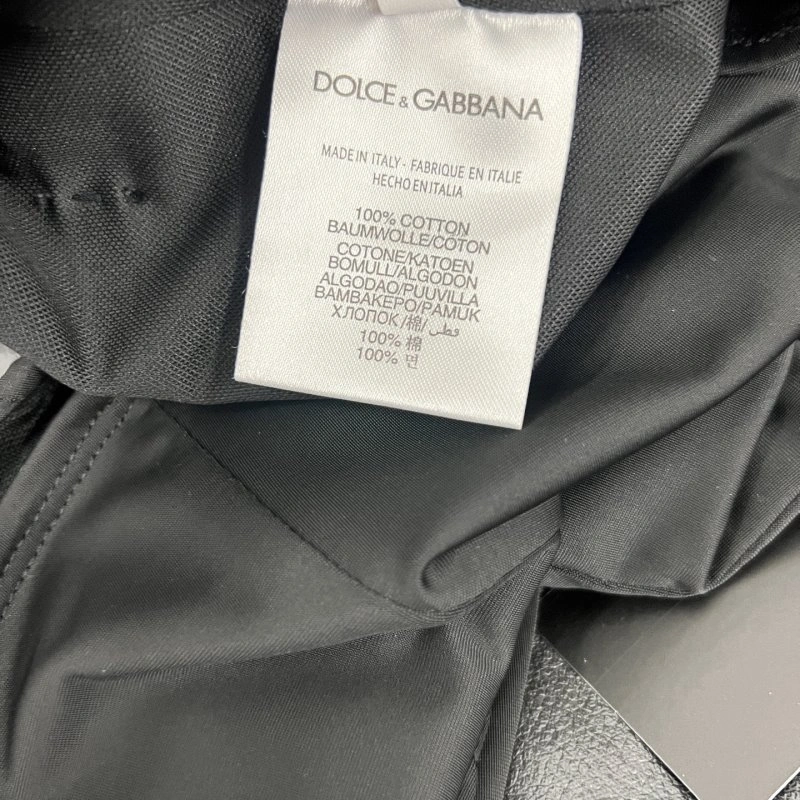 DOLCE & GABBANA
MADE IN ITALY - FABRIQUE EN ITALIE
HECHO EN ITALIA
100% COTTON
BAUMWOLLE/COTON
COTONE/KATOEN
BOMULL/ALGODON
ALGODAO/PUUVILLA
BAMBAKEPO/PAMUK
ХЛОПОК/棉/قطن
100% 棉
100% 면